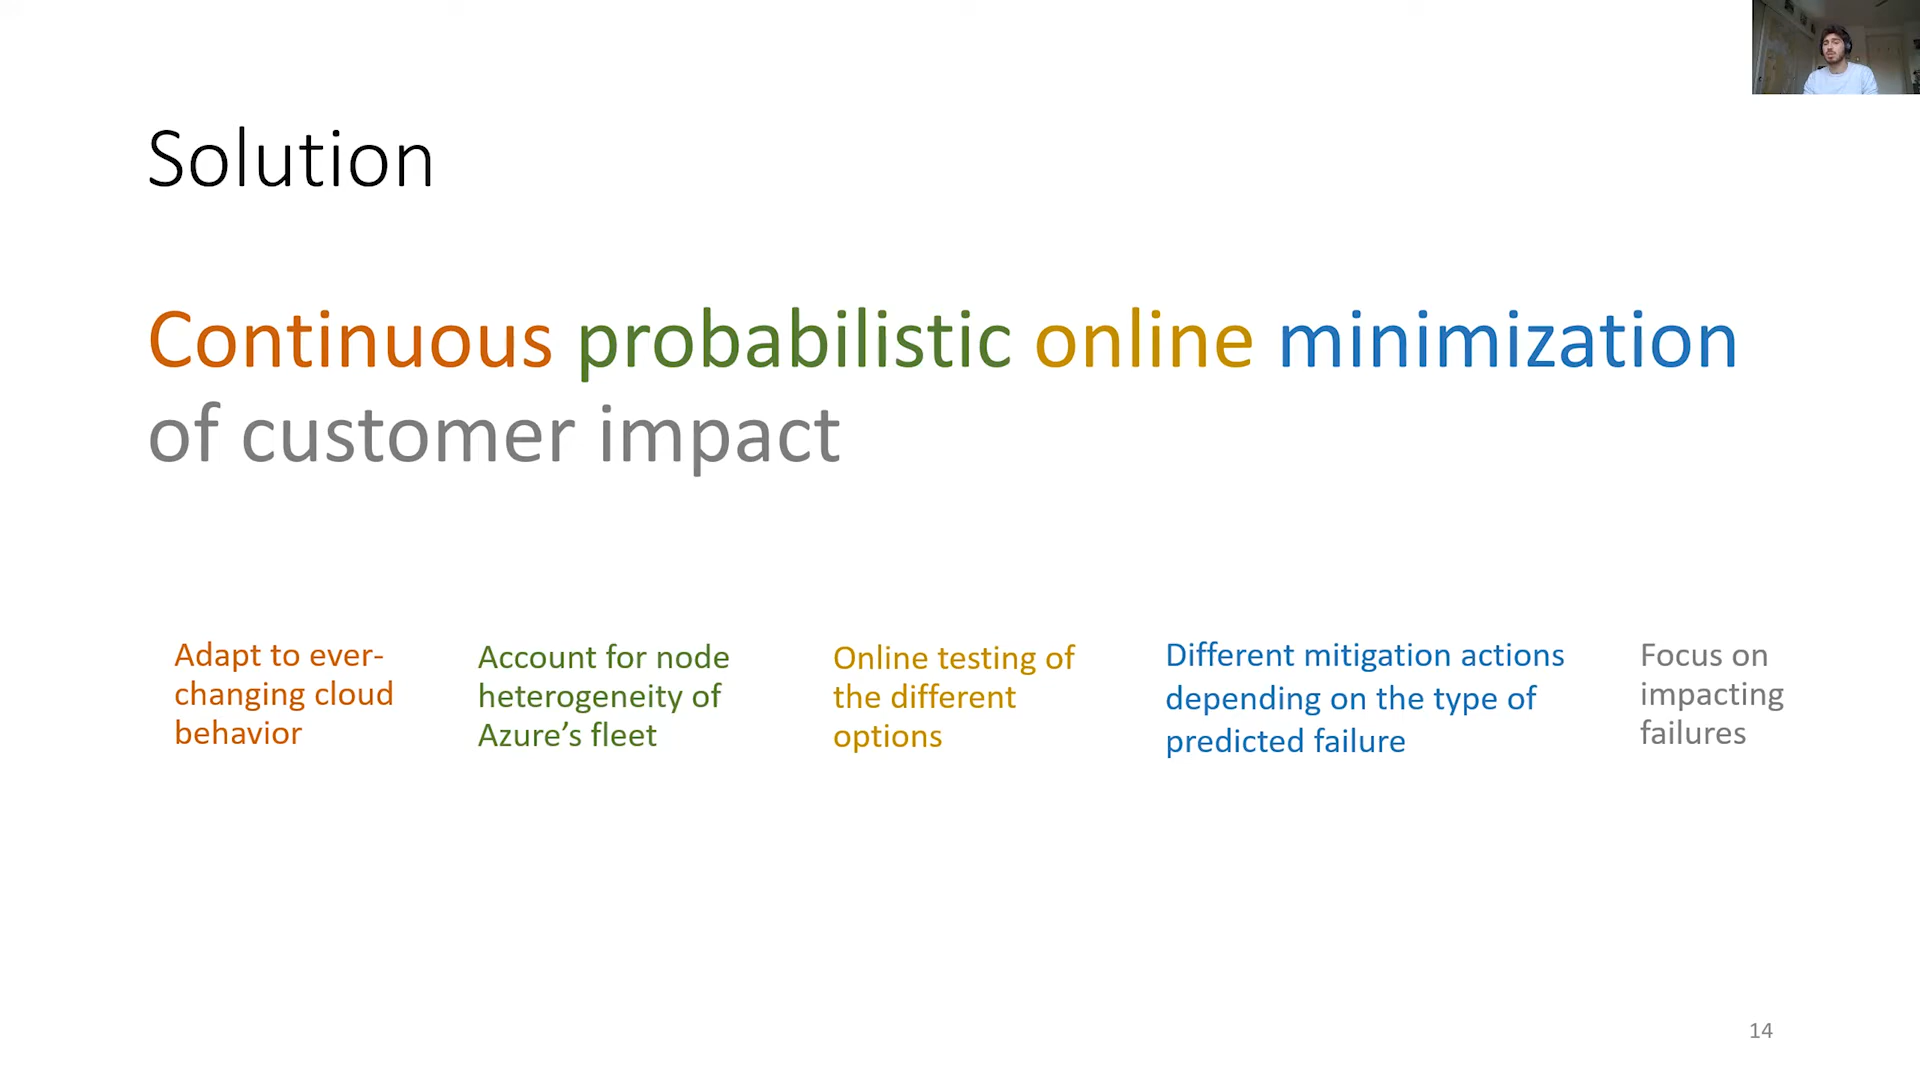 Solution
Continuous probabilistic online minimization
of customer impact
Adapt to ever-
changing cloud
behavior
Account for node
heterogeneity of
Azure’s fleet
Online testing of
the different
options
Different mitigation actions
depending on the type of
predicted failure
Focus on
impacting
failures
14